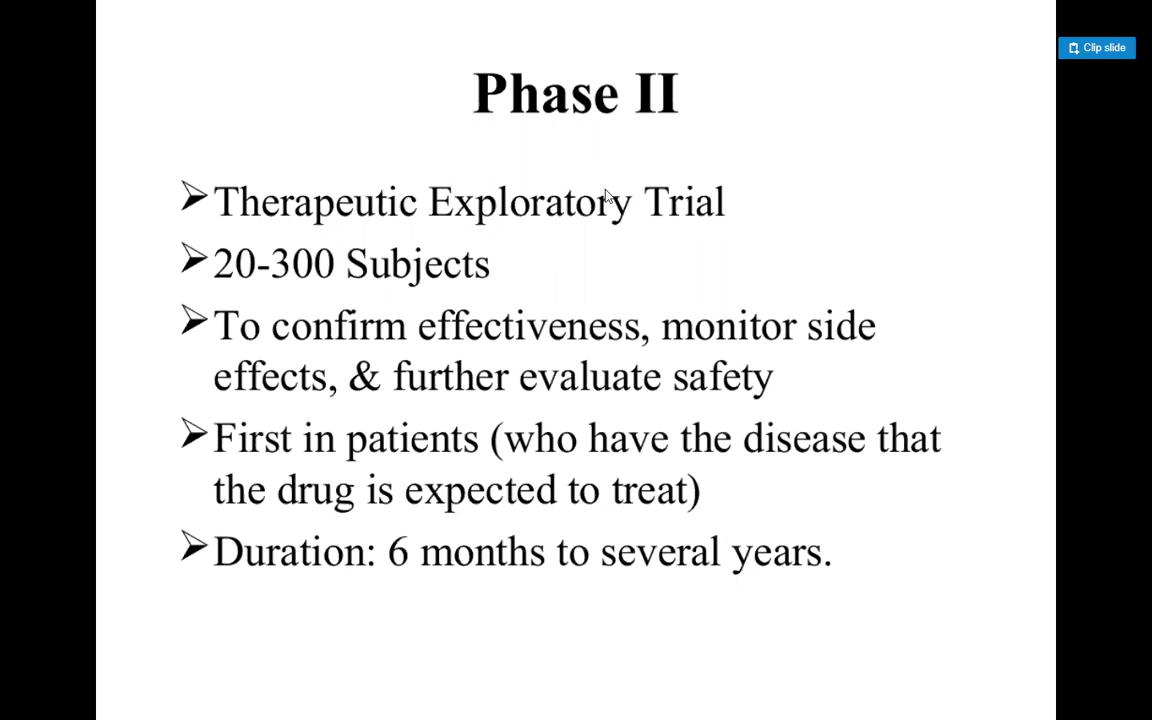 Clip slide
Phase II
➢Therapeutic Exploratory Trial
➢20-300 Subjects
➢To confirm effectiveness, monitor side
effects, & further evaluate safety
➢First in patients (who have the disease that
the drug is expected to treat)
➢Duration: 6 months to several years.